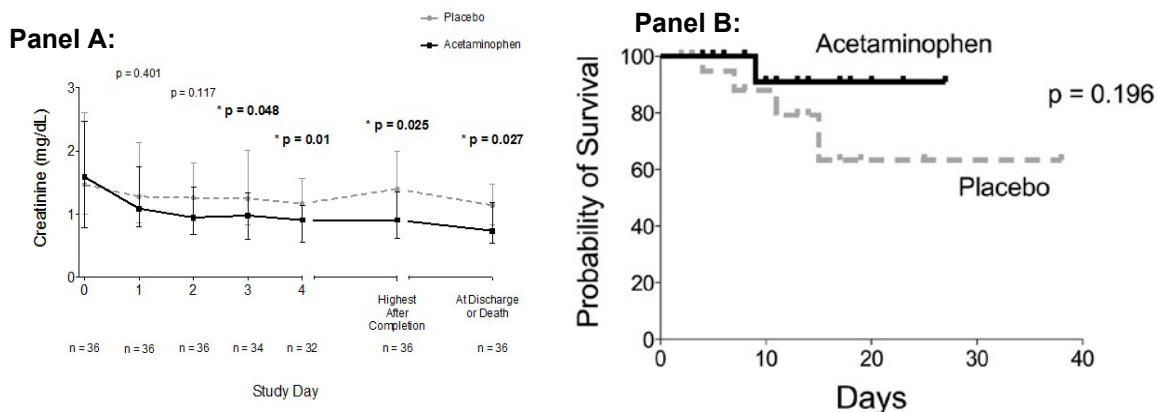 Panel A:
Placebo
Acetaminophen
p = 0.401
p = 0.117
* p = 0.048
* p = 0.01
* p = 0.025
* p = 0.027
Creatinine (mg/dL)
3
2
1
0
0 1 2 3 4
Highest
After
Completion
At Discharge
or Death
n = 36 n = 36 n = 36 n = 34 n = 32 n = 36 n = 36
Study Day
Panel B:
Acetaminophen
p = 0.196
Placebo
Probability of Survival
100
80
60
40
20
0
0 10 20 30 40
Days